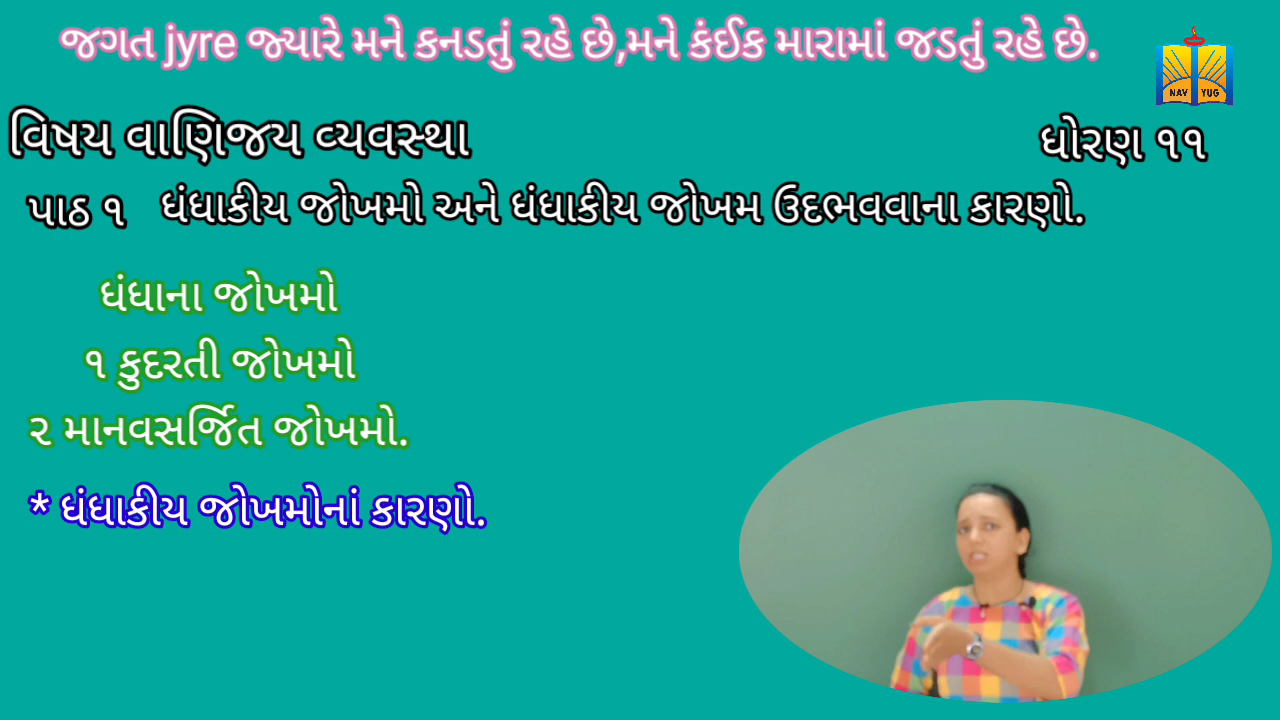 જગત jyre જ્યારે મને કનડતું રહે છે,મને કંઈક મારામાં જડતું રહે છે.
NAV YUG
વિષય વાણિજય વ્યવસ્થા
ધોરણ ૧૧
પાઠ ૧ ધંધાકીય જોખમો અને ધંધાકીય જોખમ ઉદભવવાના કારણો.
ધંધાના જોખમો
૧ કુદરતી જોખમો
૨ માનવસર્જિત જોખમો.
* ધંધાકીય જોખમોનાં કારણો.